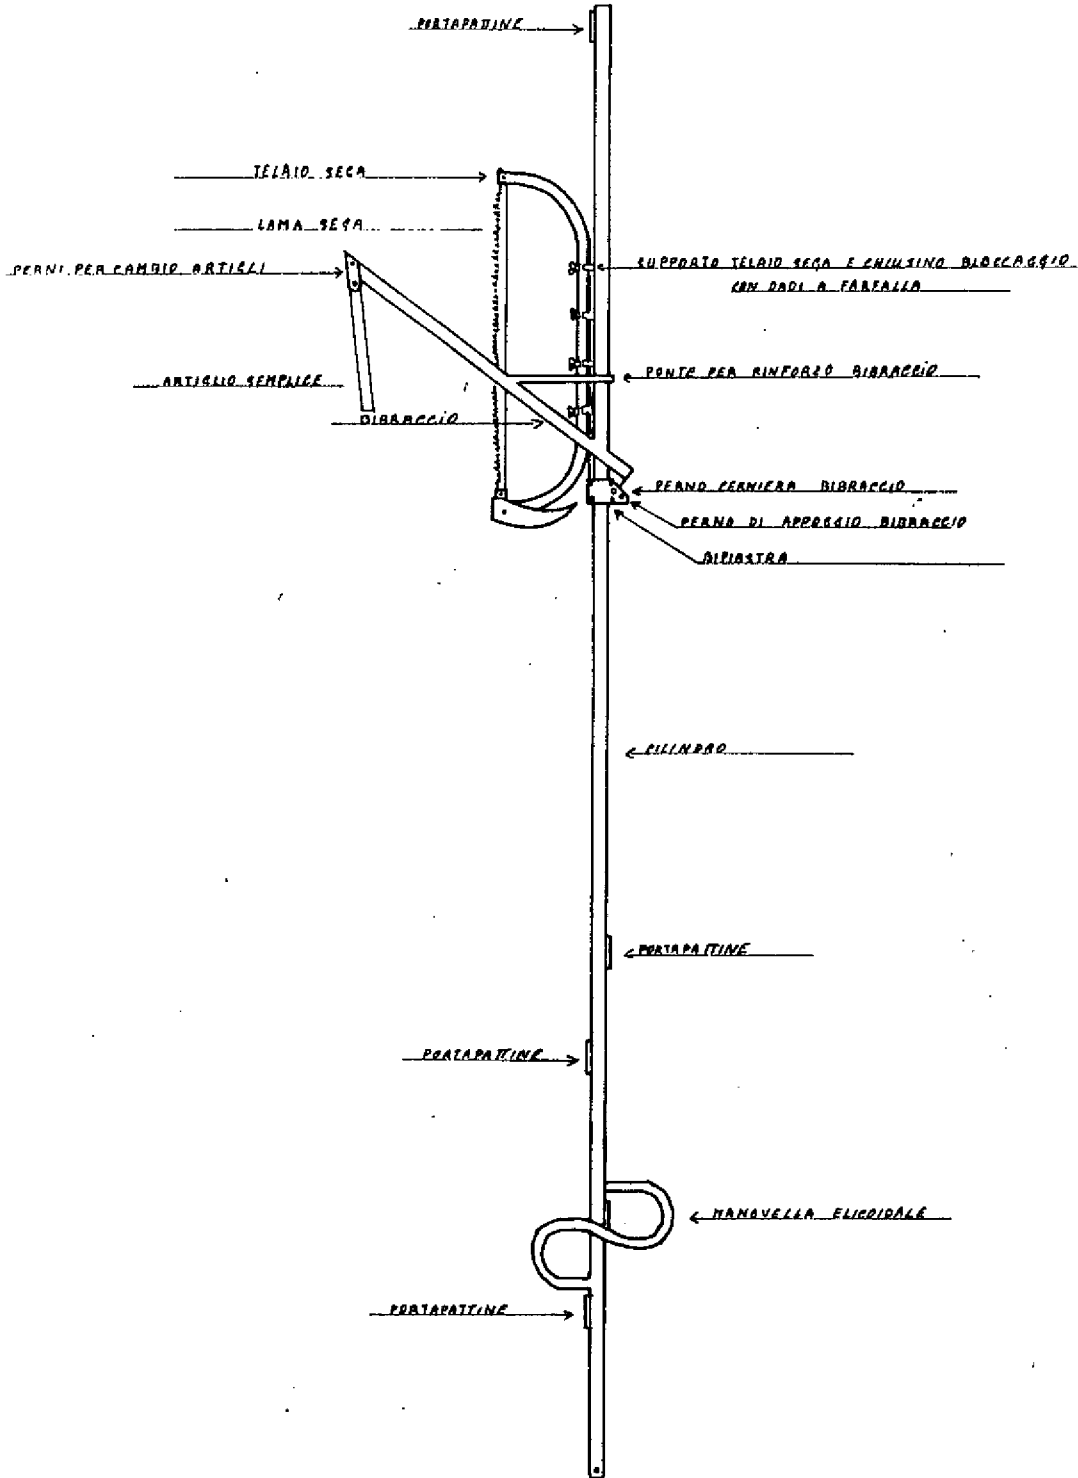 PORTAPATTINE
TELAIO SEGA
LAMA SEGA
PERNI PER CAMBIO ARTIGLI
SUPPORTO TELAIO SEGA E CHIUSINO BLOCCAGGIO
CON DADI A FARFALLA
ARTIGLIO SEMPLICE
PONTE PER RINFORZO BIBRACCIO
BIBRACCIO
PERNO CERNIERA BIBRACCIO
PERNO DI APPOGGIO BIBRACCIO
BIPIASTRA
CILINDRO
PORTAPATTINE
PORTAPATTINE
MANOVELLA ELICOIDALE
PORTAPATTINE